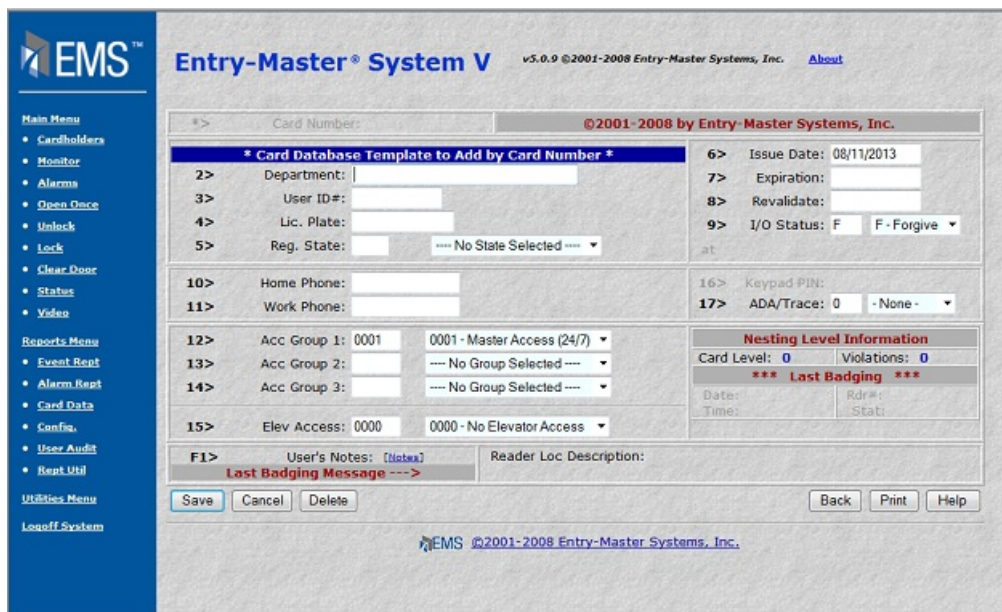 EMS™
Entry-Master® System V
v5.0.9 ©2001-2008 Entry-Master Systems, Inc.
About
Main Menu
• Cardholders
• Monitor
• Alarms
• Open Once
• Unlock
• Lock
• Clear Door
• Status
• Video
Reports Menu
• Event Rept
• Alarm Rept
• Card Data
• Config.
• User Audit
• Rept Util
Utilities Menu
Logoff System
*> Card Number:
©2001-2008 by Entry-Master Systems, Inc.
* Card Database Template to Add by Card Number *
2> Department:
3> User ID#:
4> Lic. Plate:
5> Reg. State: ---- No State Selected ----
6> Issue Date: 08/11/2013
7> Expiration:
8> Revalidate:
9> I/O Status: F F - Forgive
at
10> Home Phone:
11> Work Phone:
16> Keypad PIN:
17> ADA/Trace: 0 - None -
12> Acc Group 1: 0001 0001 - Master Access (24/7)
13> Acc Group 2: ---- No Group Selected ----
14> Acc Group 3: ---- No Group Selected ----
15> Elev Access: 0000 0000 - No Elevator Access
Nesting Level Information
Card Level: 0 Violations: 0
*** Last Badging ***
Date: Rdr#:
Time: Stat:
F1> User's Notes: [Notes] Reader Loc Description:
Last Badging Message --->
Save Cancel Delete Back Print Help
EMS ©2001-2008 Entry-Master Systems, Inc.